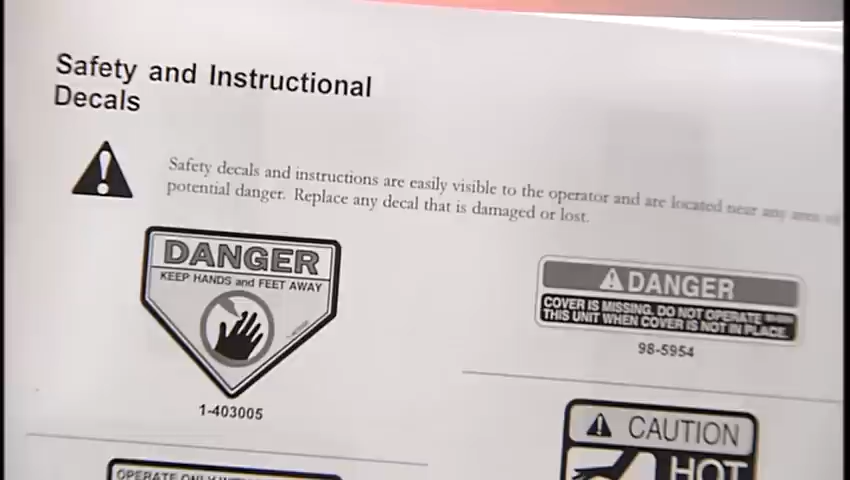 Safety and Instructional
Decals
Safety decals and instructions are easily visible to the operator and are located near any area of
potential danger. Replace any decal that is damaged or lost.
DANGER
KEEP HANDS and FEET AWAY
1-403005
DANGER
COVER IS MISSING. DO NOT OPERATE
THIS UNIT WHEN COVER IS NOT IN PLACE.
98-5954
CAUTION
HOT
OPERATE ONLY